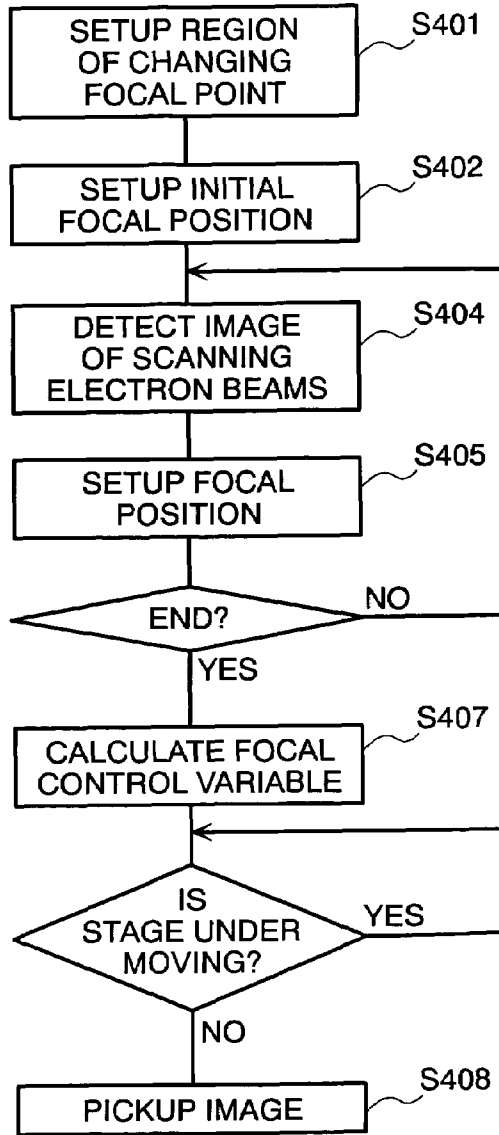 SETUP REGION
OF CHANGING
FOCAL POINT
S401
SETUP INITIAL
FOCAL POSITION
S402
DETECT IMAGE
OF SCANNING
ELECTRON BEAMS
S404
SETUP FOCAL
POSITION
S405
END?
NO
YES
CALCULATE FOCAL
CONTROL VARIABLE
S407
IS
STAGE UNDER
MOVING?
YES
NO
PICKUP IMAGE
S408